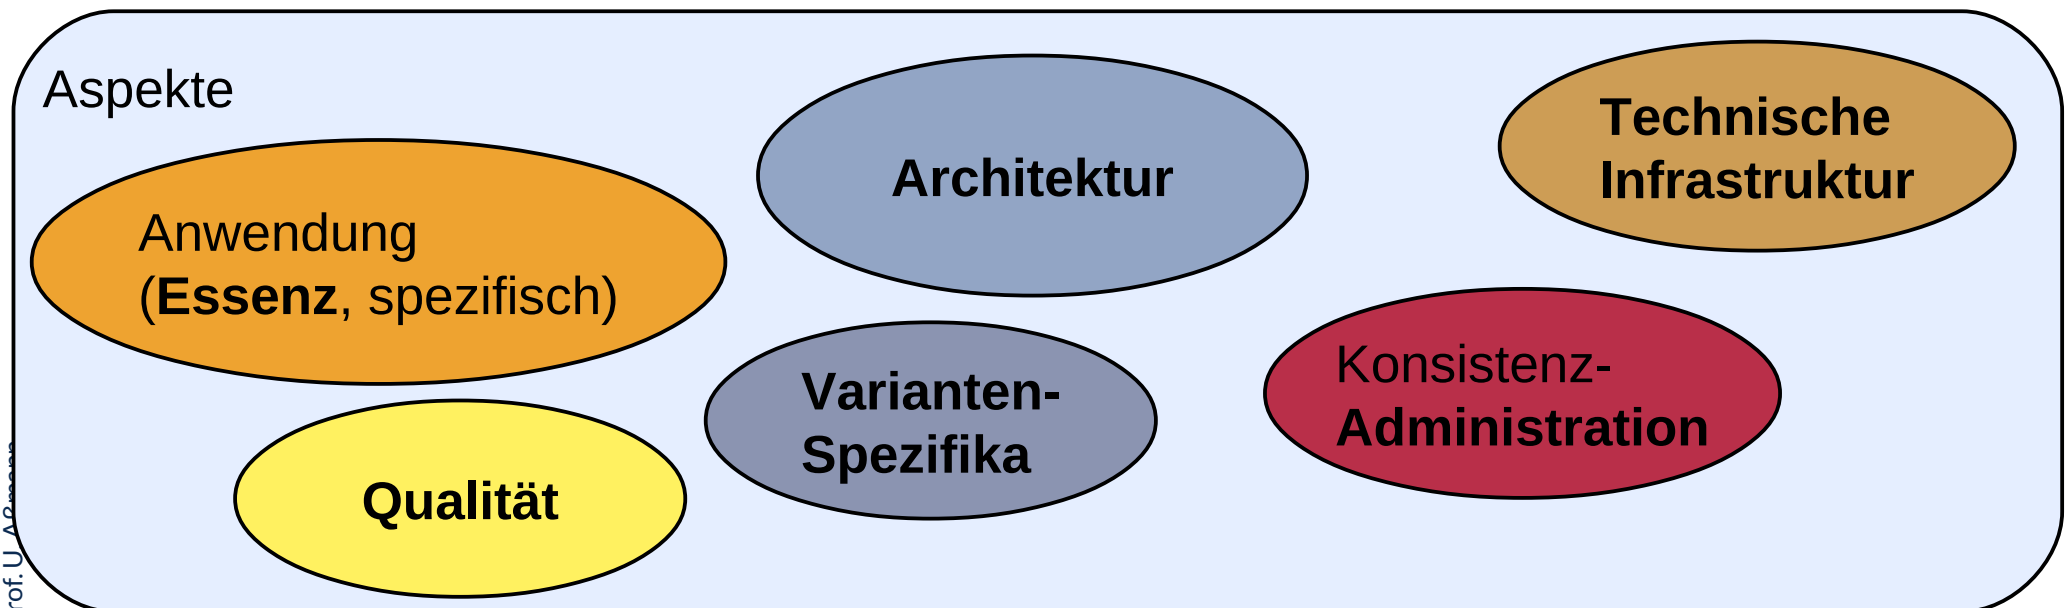 Aspekte
Anwendung
(Essenz, spezifisch)
Architektur
Technische
Infrastruktur
Qualität
Varianten-
Spezifika
Konsistenz-
Administration